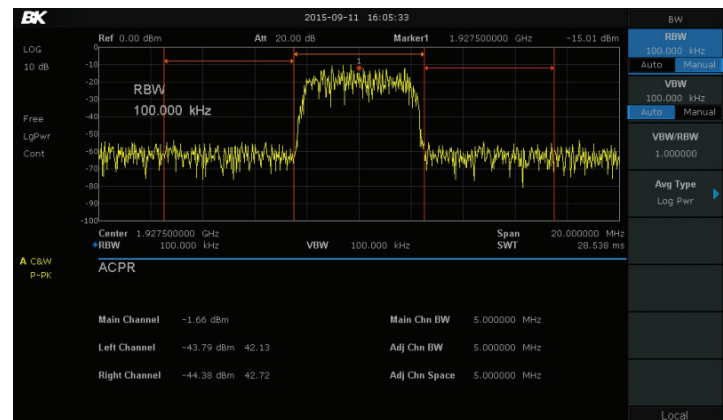 BK 2015-09-11 16:05:33 BW
LOG Ref 0.00 dBm Att 20.00 dB Marker1 1.927500000 GHz -15.01 dBm RBW
100.000 kHz
10 dB 0 Auto Manual
-10 1
-20 VBW
-30 RBW 100.000 kHz
100.000 kHz Auto Manual
Free -40
LgPwr -50 VBW/RBW
Cont -60 1.000000
-70
-80 Avg Type
-90 Log Pwr
-100
Center 1.927500000 GHz Span 20.000000 MHz
*RBW 100.000 kHz VBW 100.000 kHz SWT 28.538 ms
A C&W ACPR
P-PK
Main Channel -1.66 dBm Main Chn BW 5.000000 MHz
Left Channel -43.79 dBm 42.13 Adj Chn BW 5.000000 MHz
Right Channel -44.38 dBm 42.72 Adj Chn Space 5.000000 MHz
Local